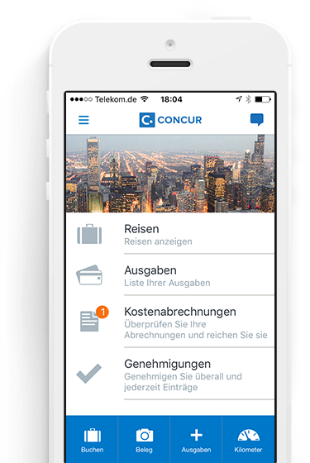 Telekom.de 18:04
C. CONCUR
Reisen
Reisen anzeigen
Ausgaben
Liste Ihrer Ausgaben
1
Kostenabrechnungen
Überprüfen Sie Ihre
Abrechnungen und reichen Sie sie
Genehmigungen
Genehmigen Sie überall und
jederzeit Einträge
Buchen Beleg Ausgaben Kilometer